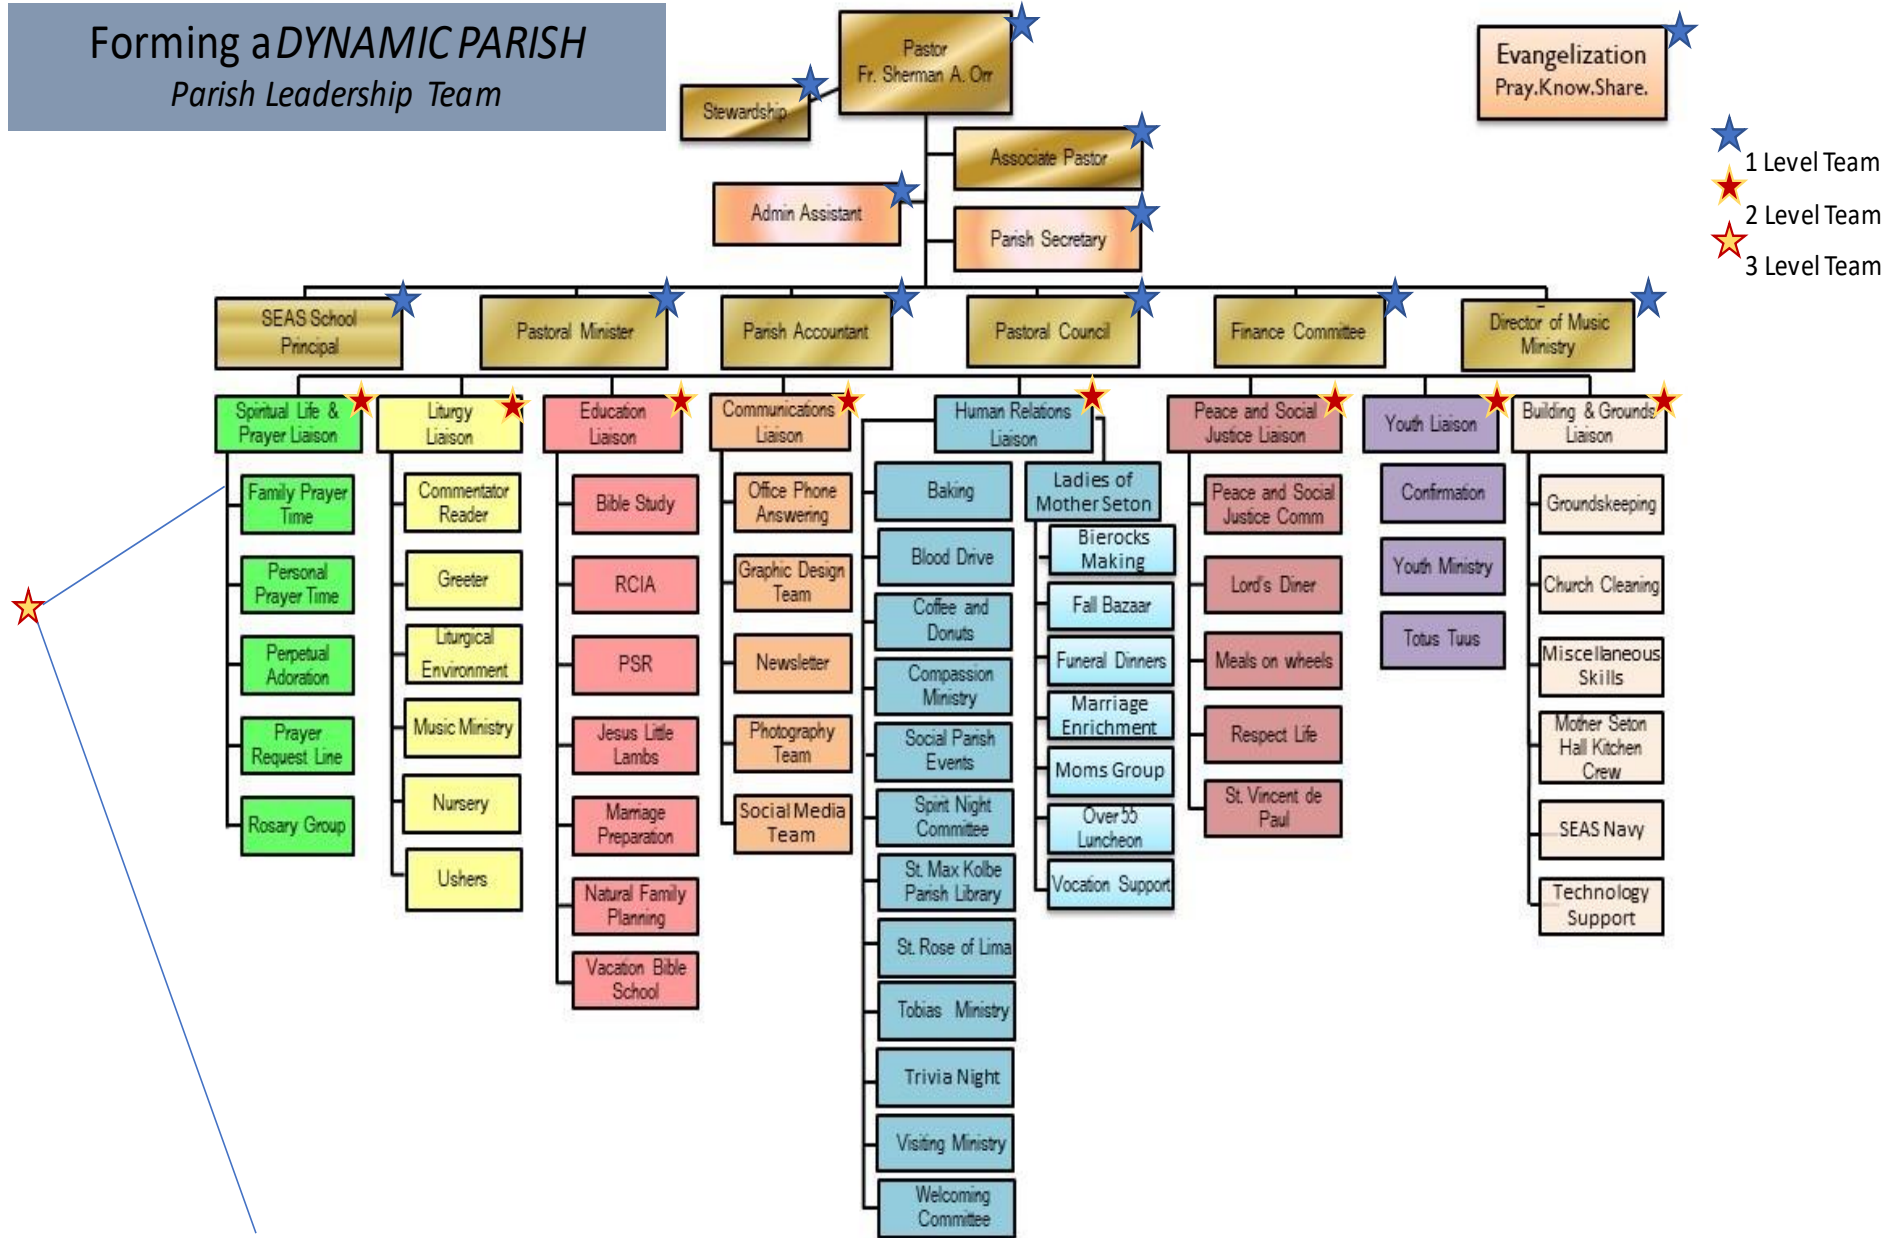 Forming a DYNAMIC PARISH
Parish Leadership Team
Pastor
Fr. Sherman A. Orr
Stewardship
Evangelization
Pray.Know.Share.
Associate Pastor
Admin Assistant
Parish Secretary
1 Level Team
2 Level Team
3 Level Team
SEAS School
Principal
Pastoral Minister
Parish Accountant
Pastoral Council
Finance Committee
Director of Music
Ministry
Spiritual Life &
Prayer Liaison
Family Prayer
Time
Personal
Prayer Time
Perpetual
Adoration
Prayer
Request Line
Rosary Group
Liturgy
Liaison
Commentator
Reader
Greeter
Liturgical
Environment
Music Ministry
Nursery
Ushers
Education
Liaison
Bible Study
RCIA
PSR
Jesus Little
Lambs
Marriage
Preparation
Natural Family
Planning
Vacation Bible
School
Communications
Liaison
Office Phone
Answering
Graphic Design
Team
Newsletter
Photography
Team
Social Media
Team
Human Relations
Liaison
Baking
Blood Drive
Coffee and
Donuts
Compassion
Ministry
Social Parish
Events
Spirit Night
Committee
St. Max Kolbe
Parish Library
St. Rose of Lima
Tobias Ministry
Trivia Night
Visiting Ministry
Welcoming
Committee
Ladies of
Mother Seton
Bierocks
Making
Fall Bazaar
Funeral Dinners
Marriage
Enrichment
Moms Group
Over 55
Luncheon
Vocation Support
Peace and Social
Justice Liaison
Peace and Social
Justice Comm
Lord's Diner
Meals on wheels
Respect Life
St. Vincent de
Paul
Youth Liaison
Confirmation
Youth Ministry
Totus Tuus
Building & Grounds
Liaison
Groundskeeping
Church Cleaning
Miscellaneous
Skills
Mother Seton
Hall Kitchen
Crew
SEAS Navy
Technology
Support